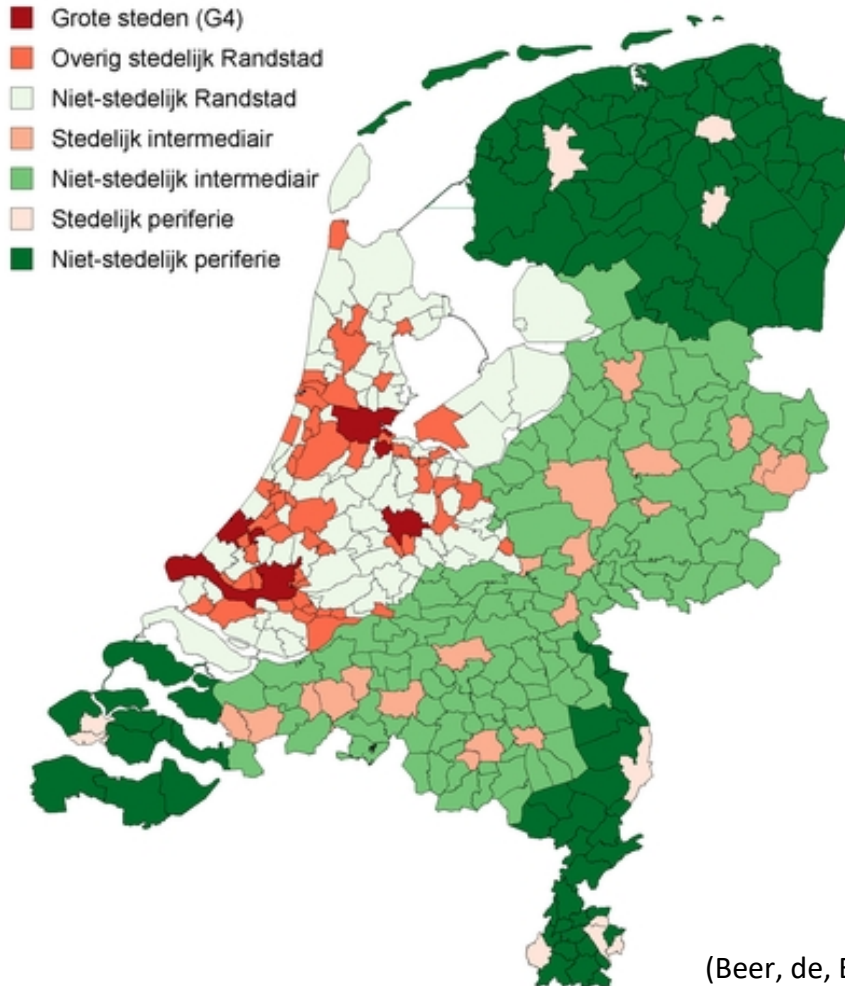 Grote steden (G4)
Overig stedelijk Randstad
Niet-stedelijk Randstad
Stedelijk intermediair
Niet-stedelijk intermediair
Stedelijk periferie
Niet-stedelijk periferie
(Beer, de,